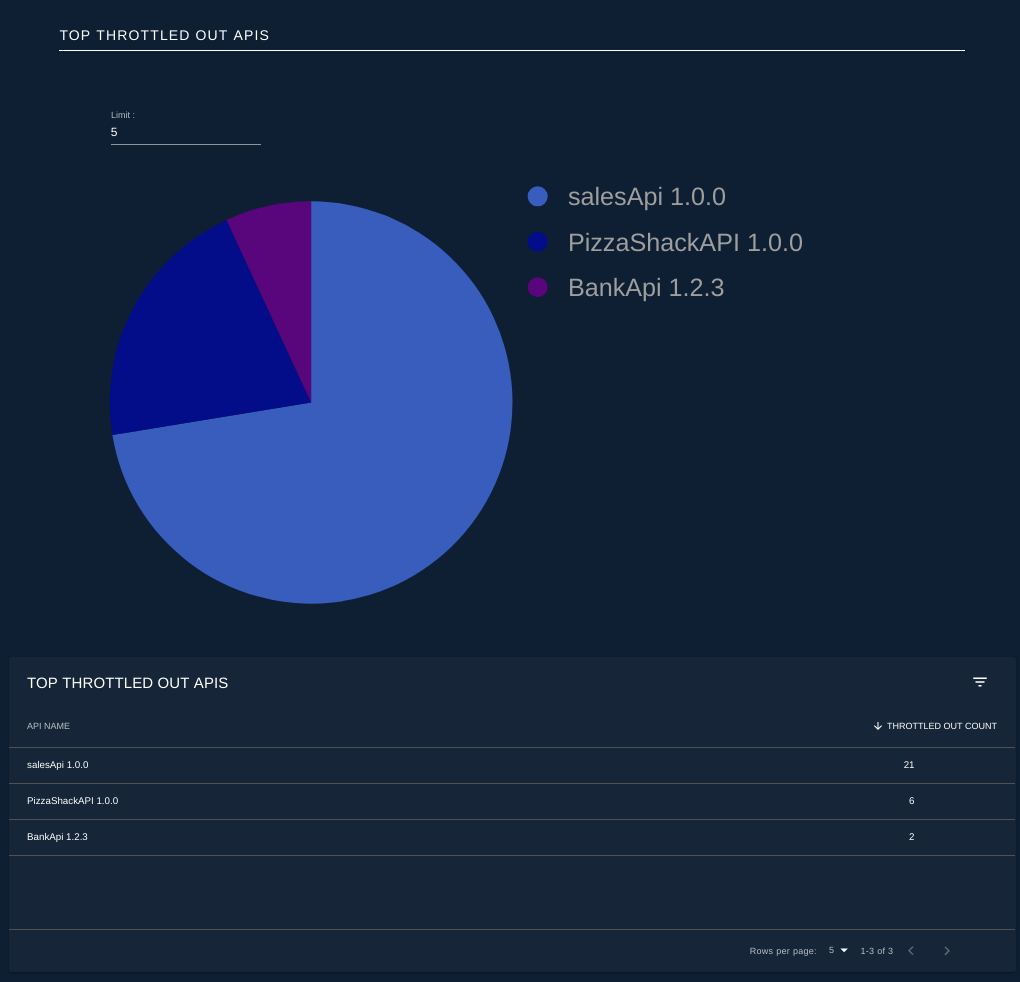 TOP THROTTLED OUT APIS
Limit :
5
salesApi 1.0.0
PizzaShackAPI 1.0.0
BankApi 1.2.3
TOP THROTTLED OUT APIS
API NAME THROTTLED OUT COUNT
salesApi 1.0.0 21
PizzaShackAPI 1.0.0 6
BankApi 1.2.3 2
Rows per page: 5 1-3 of 3